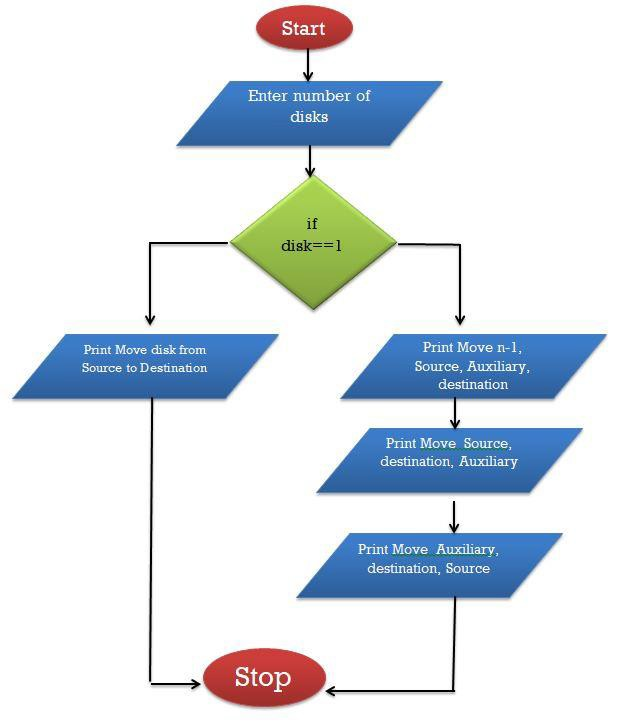 Start
Enter number of
disks
if
disk==1
Print Move disk from
Source to Destination
Print Move n-1,
Source, Auxiliary,
destination
Print Move Source,
destination, Auxiliary
Print Move Auxiliary,
destination, Source
Stop